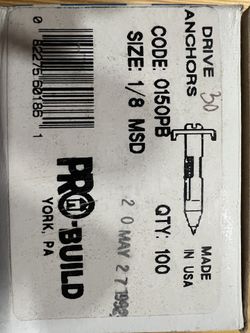 DRIVE
ANCHORS
30
CODE: 0150PB
QTY: 100
SIZE: 1/8 MSD
MADE
IN USA
PRO-BUILD
YORK, PA
20 MAY 27 1992